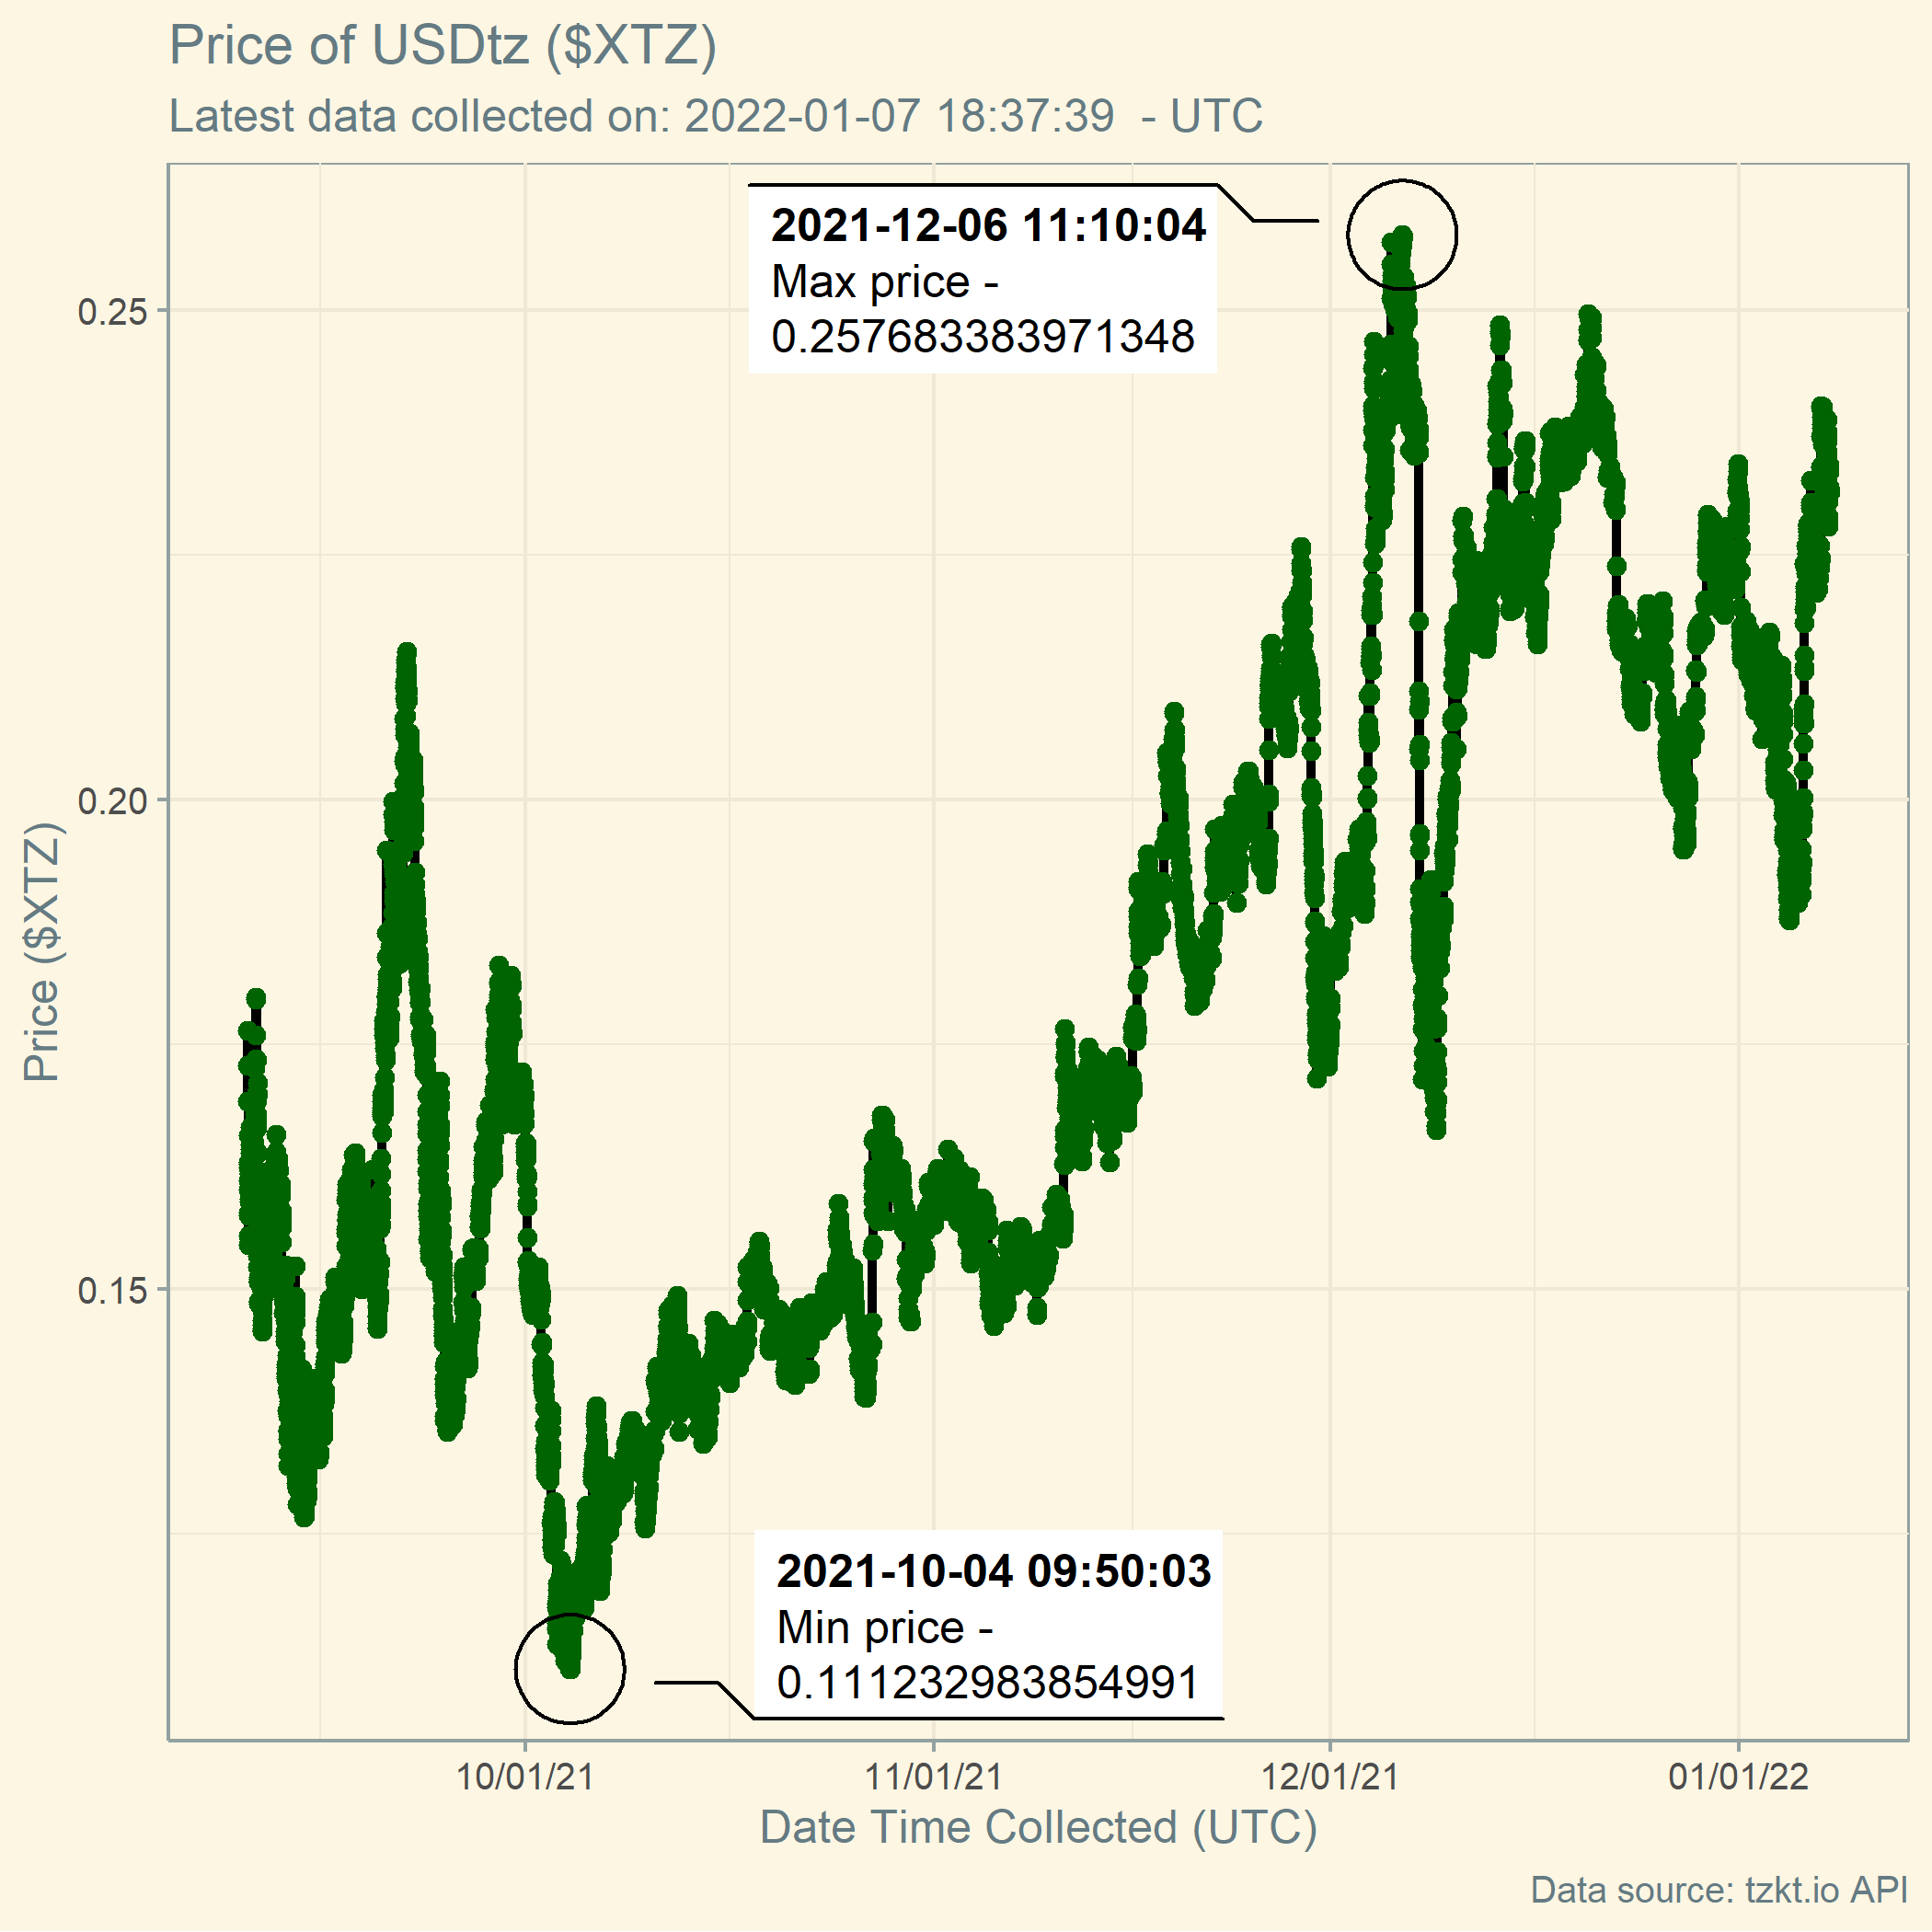 Price of USDtz ($XTZ)
Latest data collected on: 2022-01-07 18:37:39  - UTC
2021-12-06 11:10:04
Max price -
0.257683383971348
0.25
0.20
0.15
Price ($XTZ)
2021-10-04 09:50:03
Min price -
0.111232983854991
10/01/21
11/01/21
12/01/21
01/01/22
Date Time Collected (UTC)
Data source: tzkt.io API